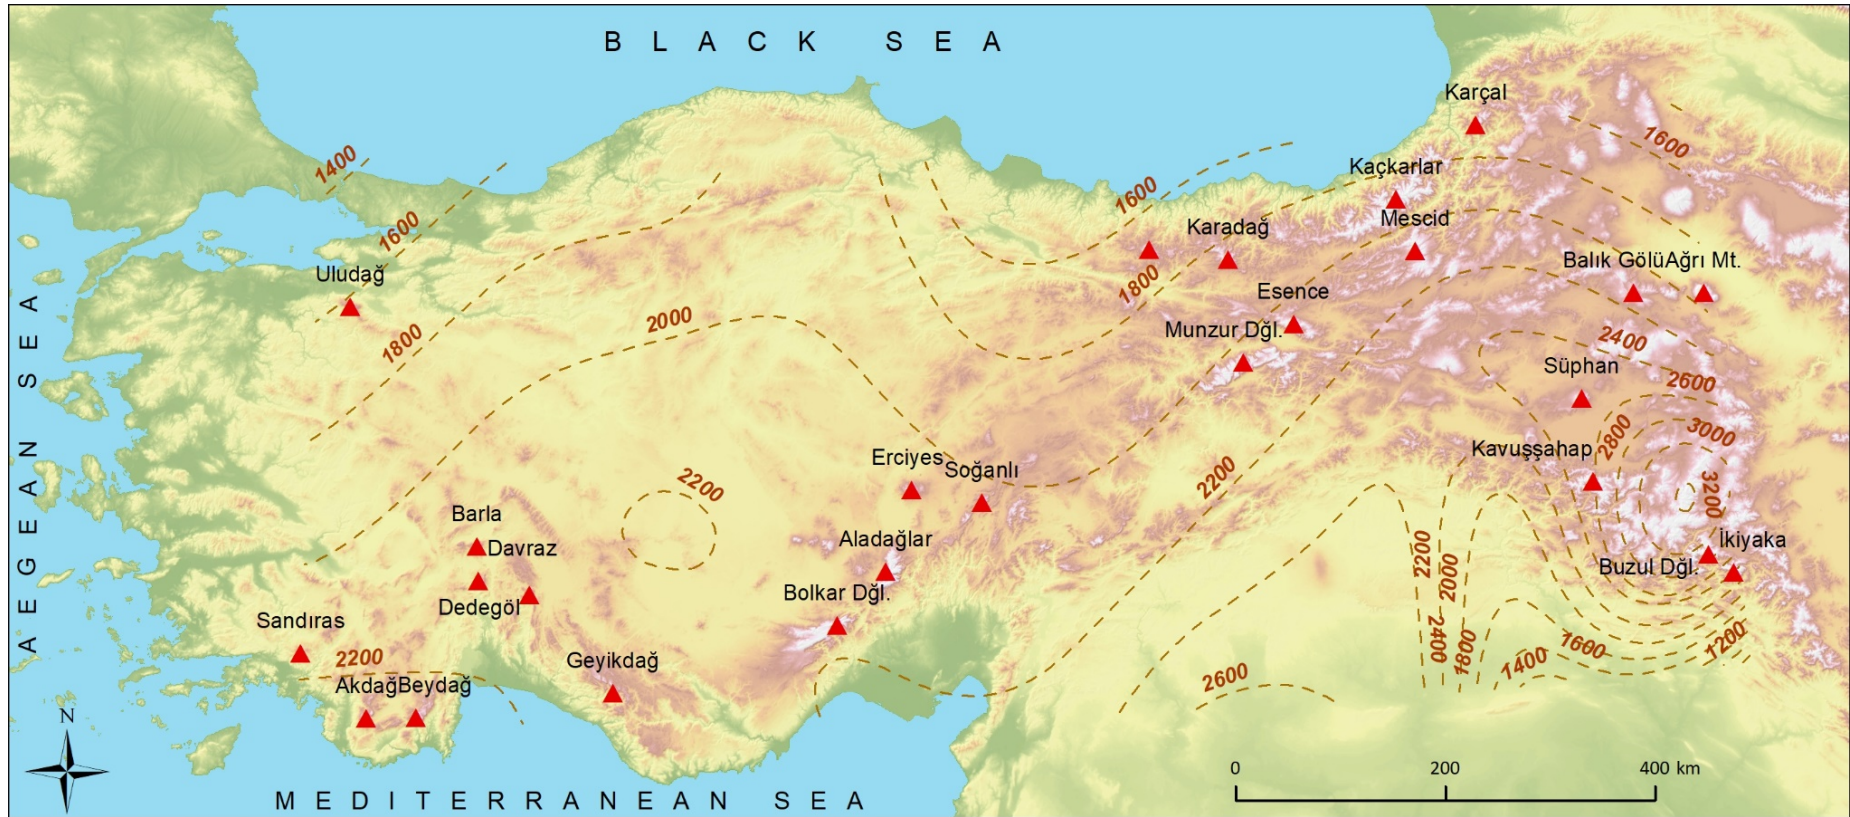 BLACK SEA
Karçal
1600
1400
Kaçkarlar
1600
1600
Mescid
Karadağ
Uludağ
Balık Gölü
Ağrı Mt.
1800
Esence
2000
Munzur Dğl.
1800
2400
Süphan
2600
2800
3000
Kavuşşahap
Erciyes
Soğanlı
2200
2200
3200
Barla
Davraz
Aladağlar
İkiyaka
2200
2000
Buzul Dğl.
Bolkar Dğl.
Dedegöl
Sandıras
2400
1800
1600
1200
1400
2200
Geyikdağ
Akdağ
Beydağ
2600
AEGEAN SEA
N
0 200 400 km
MEDITERRANEAN SEA